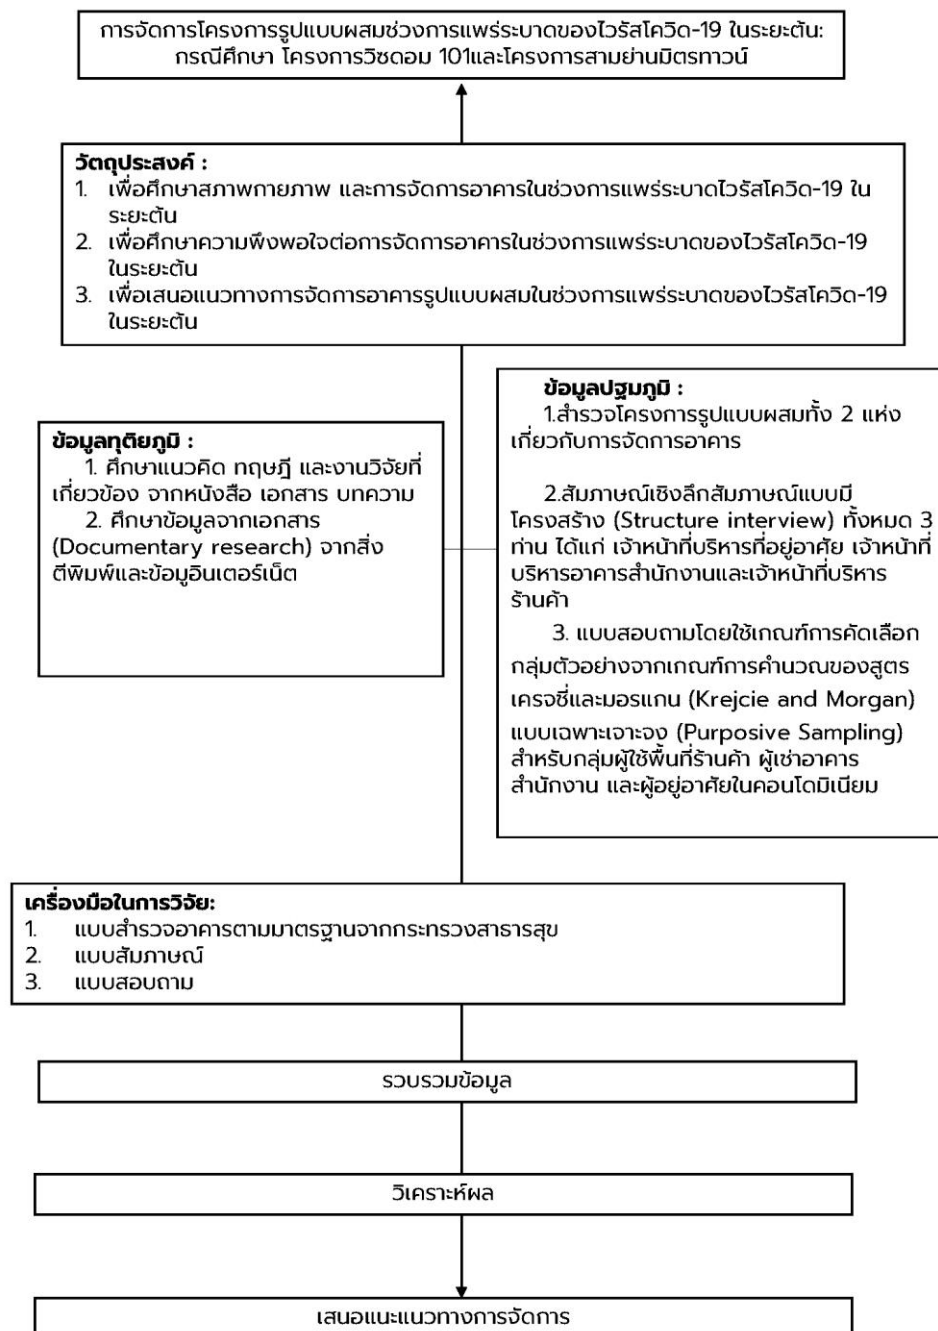 การจัดการโครงการรูปแบบผสมช่วงการแพร่ระบาดของไวรัสโควิด-19 ในระยะต้น:
กรณีศึกษา โครงการวิซดอม 101และโครงการสามย่านมิตรทาวน์
วัตถุประสงค์ :
1. เพื่อศึกษาสภาพกายภาพ และการจัดการอาคารในช่วงการแพร่ระบาดไวรัสโควิด-19 ใน
ระยะต้น
2. เพื่อศึกษาความพึงพอใจต่อการจัดการอาคารในช่วงการแพร่ระบาดของไวรัสโควิด-19
ในระยะต้น
3. เพื่อเสนอแนวทางการจัดการอาคารรูปแบบผสมในช่วงการแพร่ระบาดของไวรัสโควิด-19
ในระยะต้น
ข้อมูลทุติยภูมิ :
1. ศึกษาแนวคิด ทฤษฎี และงานวิจัยที่
เกี่ยวข้อง จากหนังสือ เอกสาร บทความ
2. ศึกษาข้อมูลจากเอกสาร
(Documentary research) จากสิ่ง
ตีพิมพ์และข้อมูอินเตอร์เน็ต
ข้อมูลปฐมภูมิ :
1.สำรวจโครงการรูปแบบผสมทั้ง 2 แห่ง
เกี่ยวกับการจัดการอาคาร
2.สัมภาษณ์เชิงลึกสัมภาษณ์แบบมี
โครงสร้าง (Structure interview) ทั้งหมด 3
ท่าน ได้แก่ เจ้าหน้าที่บริหารที่อยู่อาศัย เจ้าหน้าที่
บริหารอาคารสำนักงานและเจ้าหน้าที่บริหาร
ร้านค้า
3. แบบสอบถามโดยใช้เกณฑ์การคัดเลือก
กลุ่มตัวอย่างจากเกณฑ์การคำนวณของสูตร
เครจซี่และมอรแกน (Krejcie and Morgan)
แบบเฉพาะเจาะจง (Purposive Sampling)
สำหรับกลุ่มผู้ใช้พื้นที่ร้านค้า ผู้เช่าอาคาร
สำนักงาน และผู้อยู่อาศัยในคอนโดมิเนียม
เครื่องมือในการวิจัย:
1. แบบสำรวจอาคารตามมาตรฐานจากกระทรวงสาธารสุข
2. แบบสัมภาษณ์
3. แบบสอบถาม
รวบรวมข้อมูล
วิเคราะห์ผล
เสนอแนะแนวทางการจัดการ